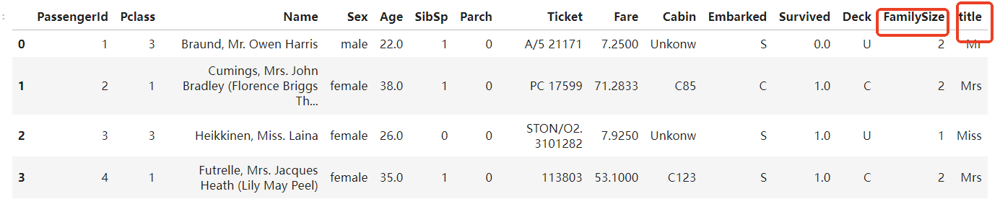 : PassengerId Pclass Name Sex Age SibSp Parch Ticket Fare Cabin Embarked Survived Deck FamilySize title
0 1 3 Braund, Mr. Owen Harris male 22.0 1 0 A/5 21171 7.2500 Unkonw S 0.0 U 2 Mr
Cumings, Mrs. John
1 2 1 Bradley (Florence Briggs female 38.0 1 0 PC 17599 71.2833 C85 C 1.0 C 2 Mrs
Th...
2 3 3 Heikkinen, Miss. Laina female 26.0 0 0 STON/O2. 7.9250 Unkonw S 1.0 U 1 Miss
3101282
3 4 1 Futrelle, Mrs. Jacques female 35.0 1 0 113803 53.1000 C123 S 1.0 C 2 Mrs
Heath (Lily May Peel)